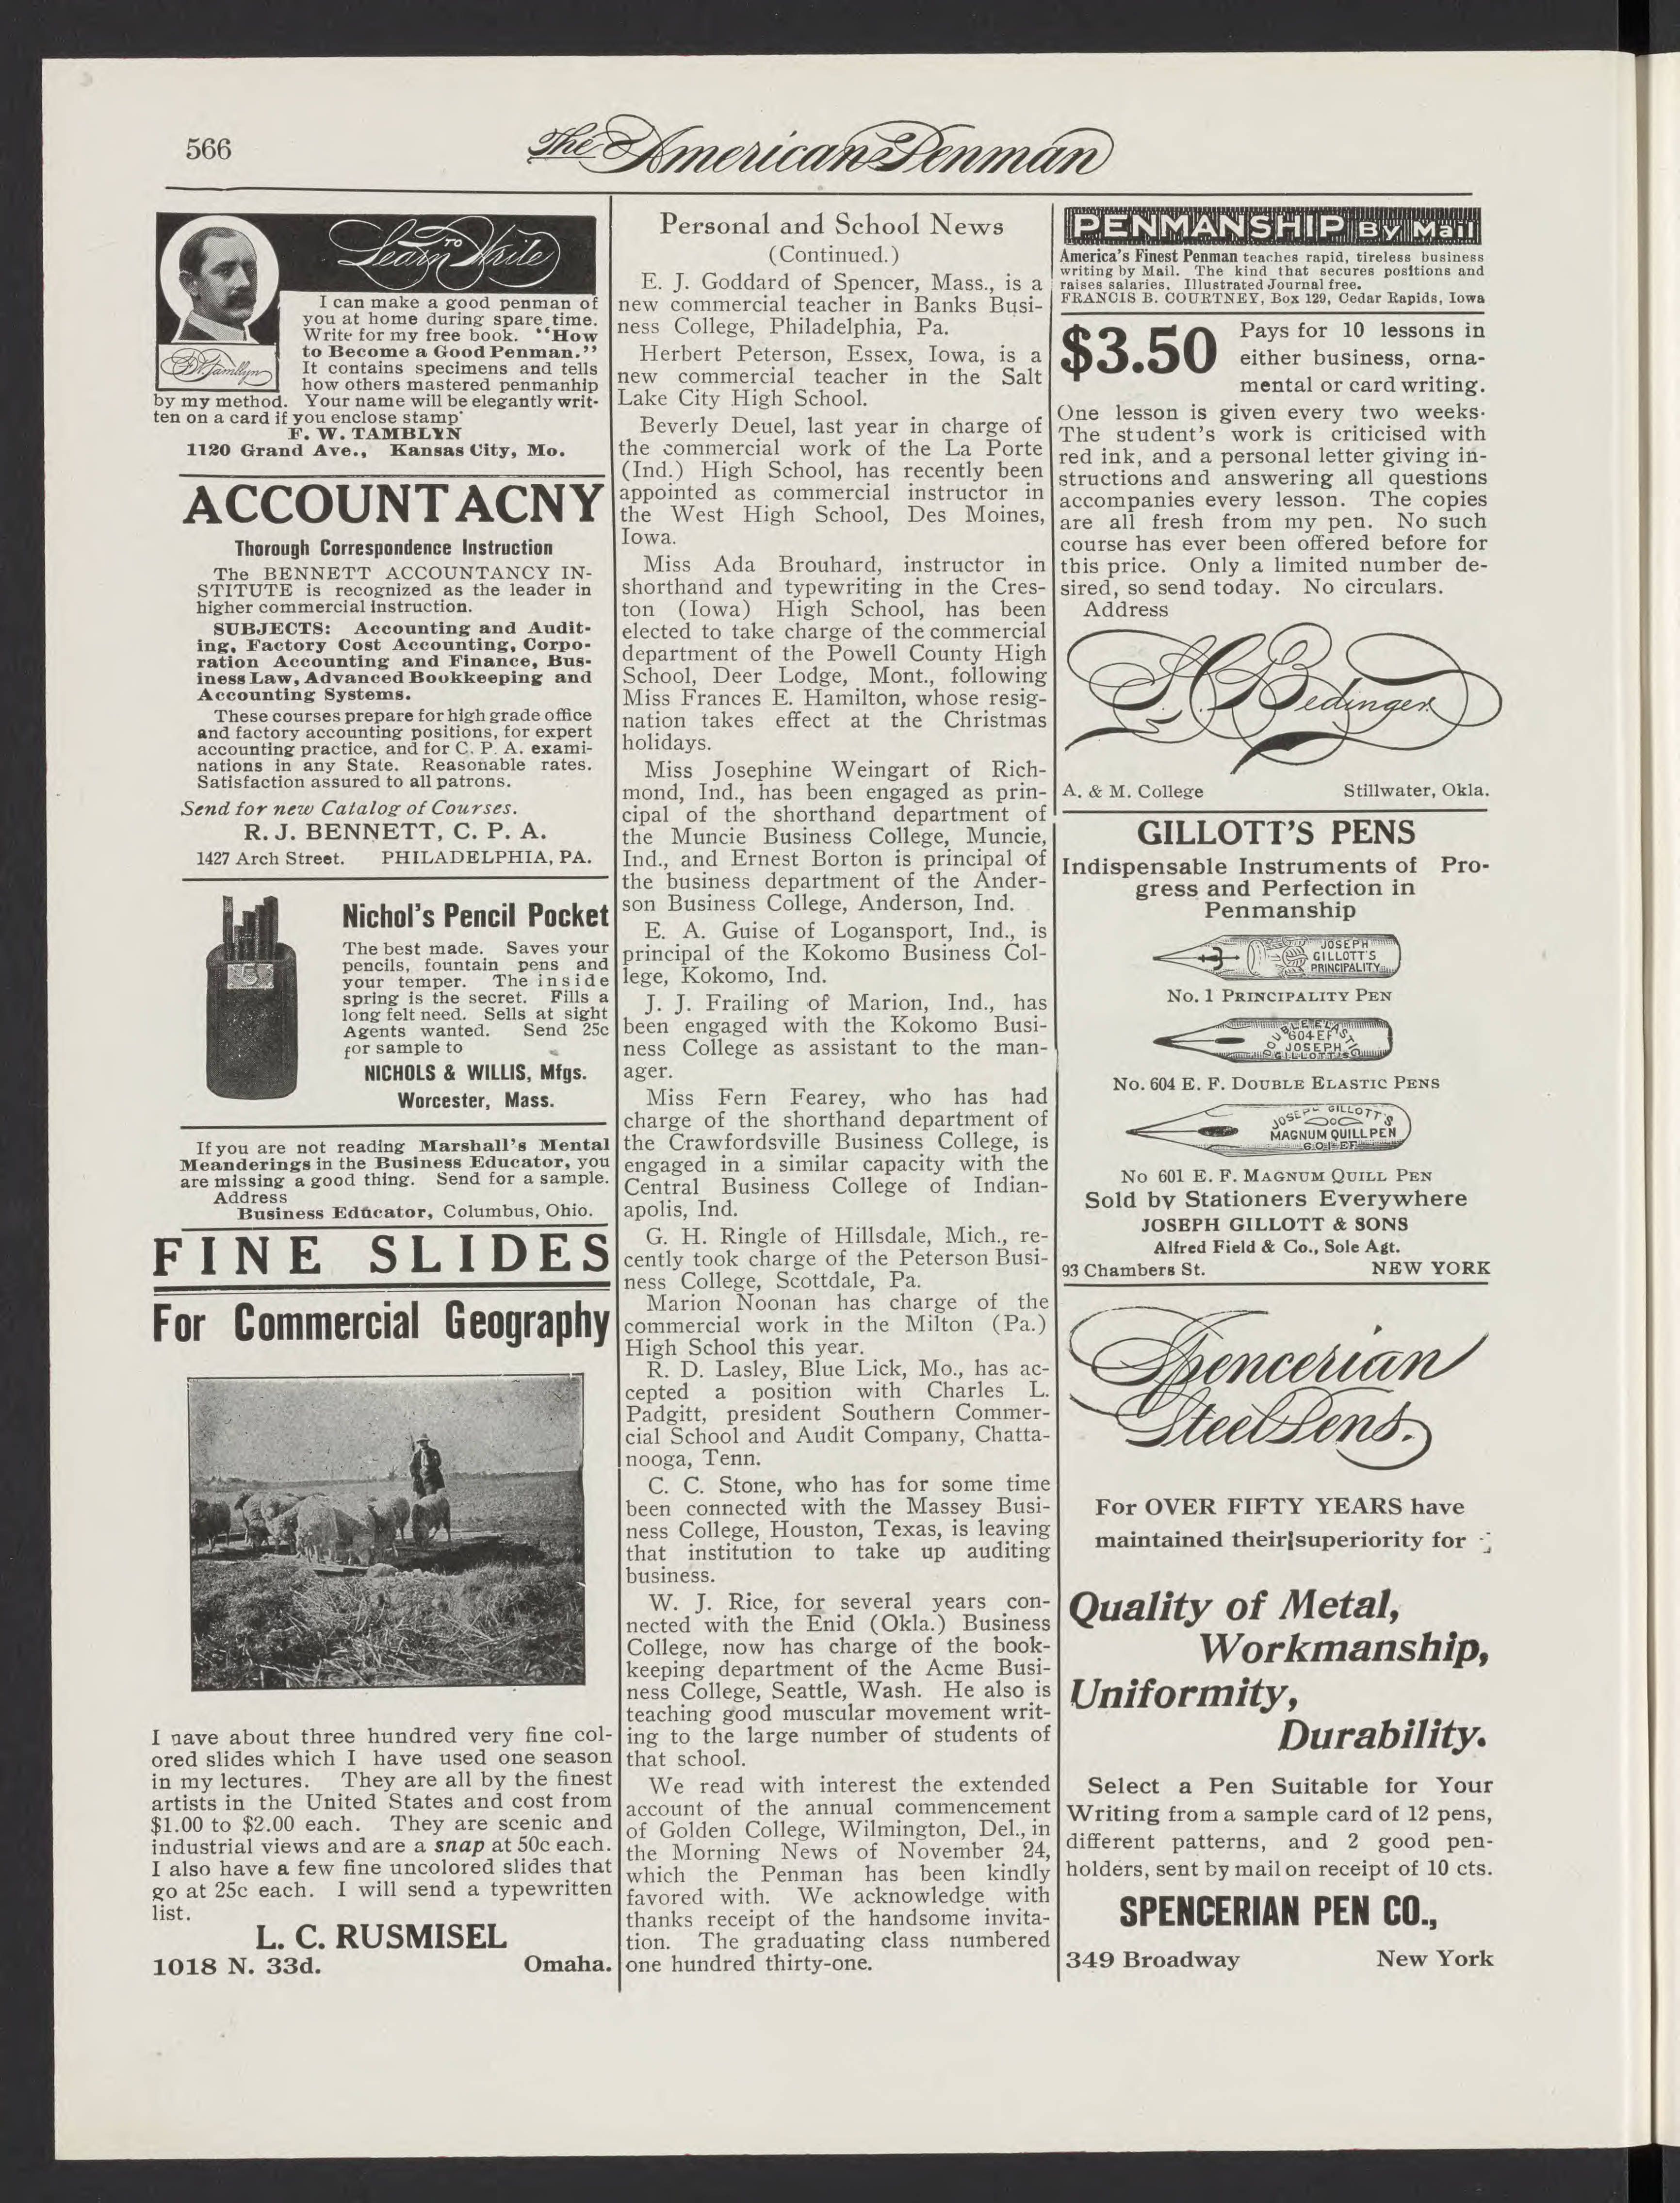 566
The American Penman
Learn TO Write
I can make a good penman of
you at home during spare time.
Write for my free book. "How
to Become a Good Penman."
It contains specimens and tells
how others mastered penmanhip
by my method. Your name will be elegantly writ-
ten on a card if you enclose stamp
F. W. TAMBLYN
1120 Grand Ave., Kansas City, Mo.
F.W. Tamblyn
ACCOUNTACNY
Thorough Correspondence Instruction
The BENNETT ACCOUNTANCY IN-
STITUTE is recognized as the leader in
higher commercial instruction.
SUBJECTS: Accounting and Audit-
ing, Factory Cost Accounting, Corpo-
ration Accounting and Finance, Bus-
iness Law, Advanced Bookkeeping and
Accounting Systems.
These courses prepare for high grade office
and factory accounting positions, for expert
accounting practice, and for C. P. A. exami-
nations in any State. Reasonable rates.
Satisfaction assured to all patrons.
Send for new Catalog of Courses.
R. J. BENNETT, C. P. A.
1427 Arch Street. PHILADELPHIA, PA.
5
Nichol's Pencil Pocket
The best made. Saves your
pencils, fountain pens and
your temper. The inside
spring is the secret. Fills a
long felt need. Sells at sight
Agents wanted. Send 25c
for sample to
NICHOLS & WILLIS, Mfgs.
Worcester, Mass.
If you are not reading Marshall's Mental
Meanderings in the Business Educator, you
are missing a good thing. Send for a sample.
Address
Business Educator, Columbus, Ohio.
FINE SLIDES
For Commercial Geography
I have about three hundred very fine col-
ored slides which I have used one season
in my lectures. They are all by the finest
artists in the United States and cost from
$1.00 to $2.00 each. They are scenic and
industrial views and are a snap at 50c each.
I also have a few fine uncolored slides that
go at 25c each. I will send a typewritten
list.
L. C. RUSMISEL
1018 N. 33d. Omaha.
Personal and School News
(Continued.)
E. J. Goddard of Spencer, Mass., is a
new commercial teacher in Banks Busi-
ness College, Philadelphia, Pa.
Herbert Peterson, Essex, Iowa, is a
new commercial teacher in the Salt
Lake City High School.
Beverly Deuel, last year in charge of
the commercial work of the La Porte
(Ind.) High School, has recently been
appointed as commercial instructor in
the West High School, Des Moines,
Iowa.
Miss Ada Brouhard, instructor in
shorthand and typewriting in the Cres-
ton (Iowa) High School, has been
elected to take charge of the commercial
department of the Powell County High
School, Deer Lodge, Mont., following
Miss Frances E. Hamilton, whose resig-
nation takes effect at the Christmas
holidays.
Miss Josephine Weingart of Rich-
mond, Ind., has been engaged as prin-
cipal of the shorthand department of
the Muncie Business College, Muncie,
Ind., and Ernest Borton is principal of
the business department of the Ander-
son Business College, Anderson, Ind.
E. A. Guise of Logansport, Ind., is
principal of the Kokomo Business Col-
lege, Kokomo, Ind.
J. J. Frailing of Marion, Ind., has
been engaged with the Kokomo Busi-
ness College as assistant to the man-
ager.
Miss Fern Fearey, who has had
charge of the shorthand department of
the Crawfordsville Business College, is
engaged in a similar capacity with the
Central Business College of Indian-
apolis, Ind.
G. H. Ringle of Hillsdale, Mich., re-
cently took charge of the Peterson Busi-
ness College, Scottdale, Pa.
Marion Noonan has charge of the
commercial work in the Milton (Pa.)
High School this year.
R. D. Lasley, Blue Lick, Mo., has ac-
cepted a position with Charles L.
Padgitt, president Southern Commer-
cial School and Audit Company, Chatta-
nooga, Tenn.
C. C. Stone, who has for some time
been connected with the Massey Busi-
ness College, Houston, Texas, is leaving
that institution to take up auditing
business.
W. J. Rice, for several years con-
nected with the Enid (Okla.) Business
College, now has charge of the book-
keeping department of the Acme Busi-
ness College, Seattle, Wash. He also is
teaching good muscular movement writ-
ing to the large number of students of
that school.
We read with interest the extended
account of the annual commencement
of Golden College, Wilmington, Del., in
the Morning News of November 24,
which the Penman has been kindly
favored with. We acknowledge with
thanks receipt of the handsome invita-
tion. The graduating class numbered
one hundred thirty-one.
PENMANSHIP By Mail
America's Finest Penman teaches rapid, tireless business
writing by Mail. The kind that secures positions and
raises salaries. Illustrated Journal free.
FRANCIS B. COURTNEY, Box 129, Cedar Rapids, Iowa
$3.50 Pays for 10 lessons in
either business, orna-
mental or card writing.
One lesson is given every two weeks.
The student's work is criticised with
red ink, and a personal letter giving in-
structions and answering all questions
accompanies every lesson. The copies
are all fresh from my pen. No such
course has ever been offered before for
this price. Only a limited number de-
sired, so send today. No circulars.
Address
Bedinger
A. & M. College Stillwater, Okla.
GILLOTT'S PENS
Indispensable Instruments of Pro-
gress and Perfection in
Penmanship
JOSEPH
GILLOTT'S
PRINCIPALITY
No. 1 PRINCIPALITY PEN
DOUBLE ELASTIC
604 EF
JOSEPH
GILLOTT'S
No. 604 E. F. DOUBLE ELASTIC PENS
JOSEPH GILLOTT'S
MAGNUM QUILL PEN
601 EF
No 601 E. F. MAGNUM QUILL PEN
Sold by Stationers Everywhere
JOSEPH GILLOTT & SONS
Alfred Field & Co., Sole Agt.
93 Chambers St. NEW YORK
Spencerian
Steel Pens.
For OVER FIFTY YEARS have
maintained their superiority for
Quality of Metal,
Workmanship,
Uniformity,
Durability.
Select a Pen Suitable for Your
Writing from a sample card of 12 pens,
different patterns, and 2 good pen-
holders, sent by mail on receipt of 10 cts.
SPENCERIAN PEN CO.,
349 Broadway New York